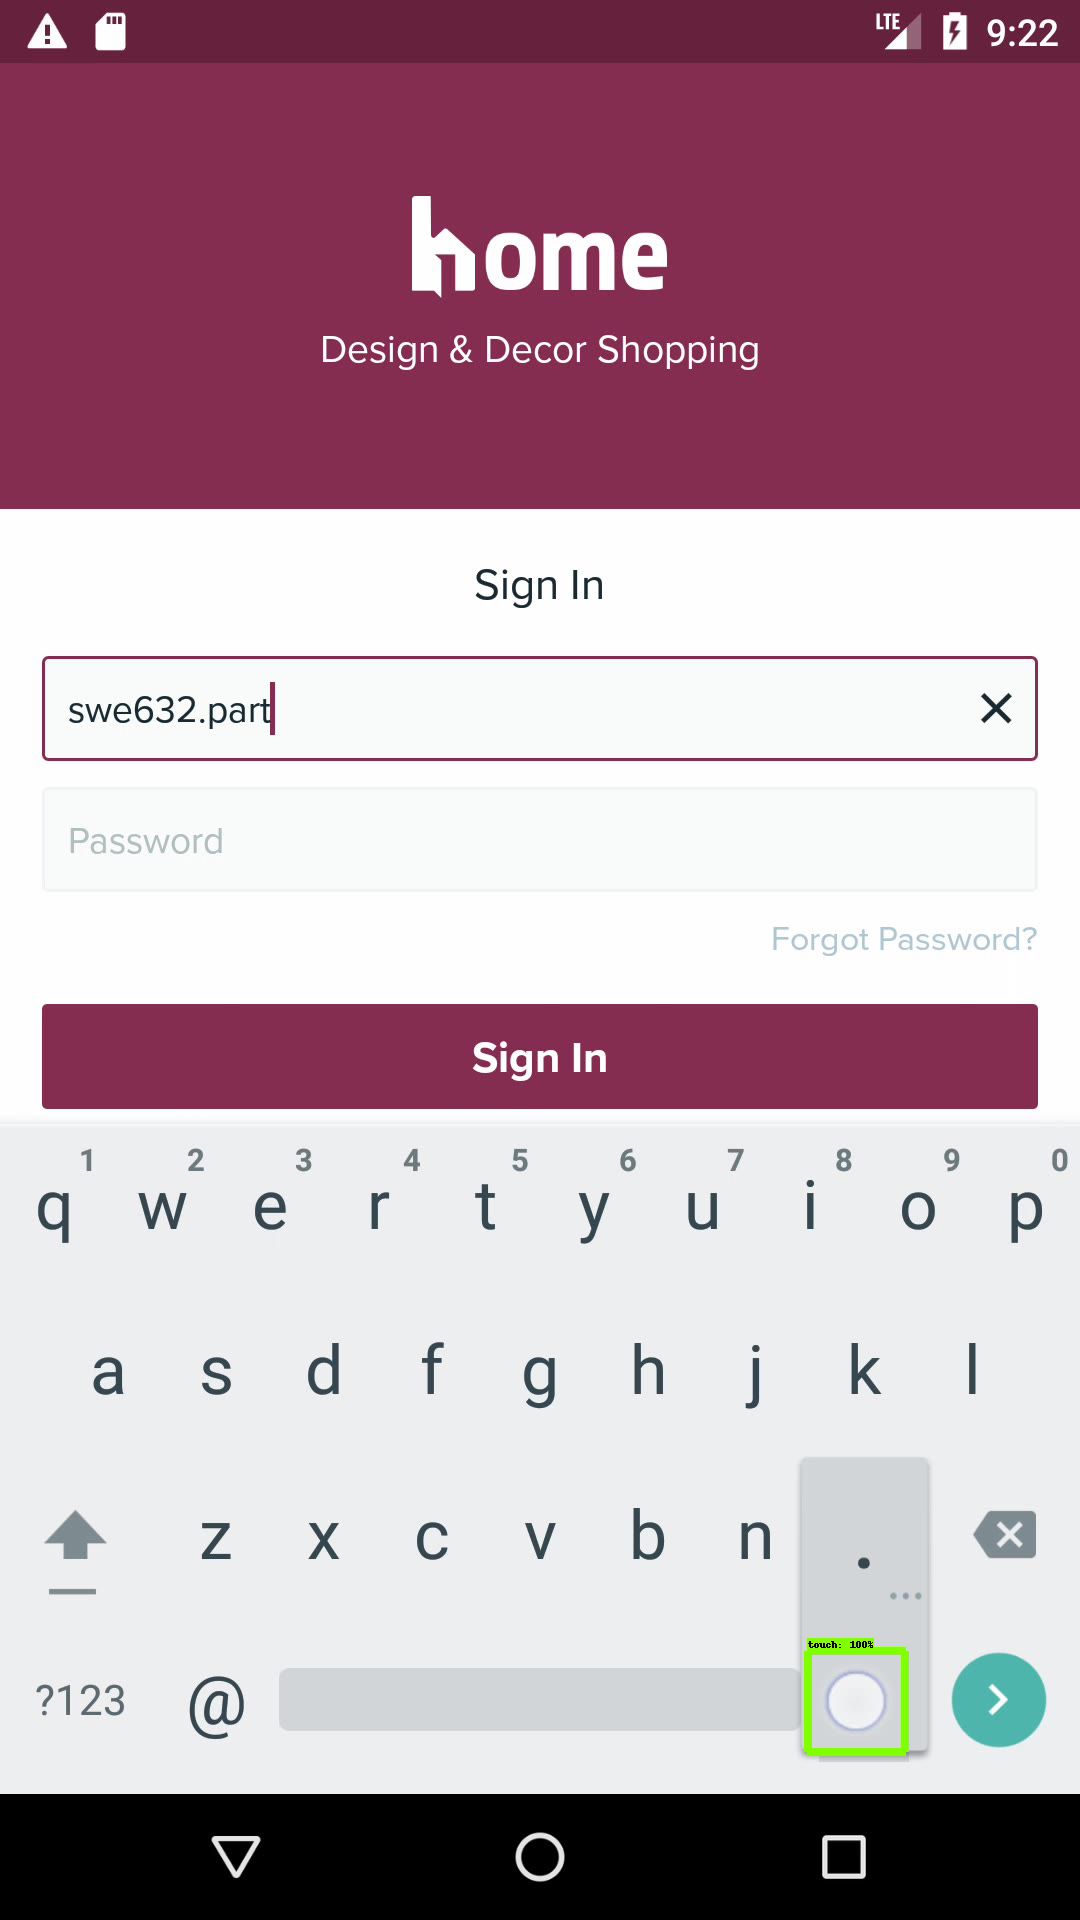 LTE 9:22
home
Design & Decor Shopping
Sign In
swe632.part
Password
Forgot Password?
Sign In
1 2 3 4 5 6 7 8 9 0
q w e r t y u i o p
a s d f g h j k l
z x c v b n .
...
touch: 100%
?123 @